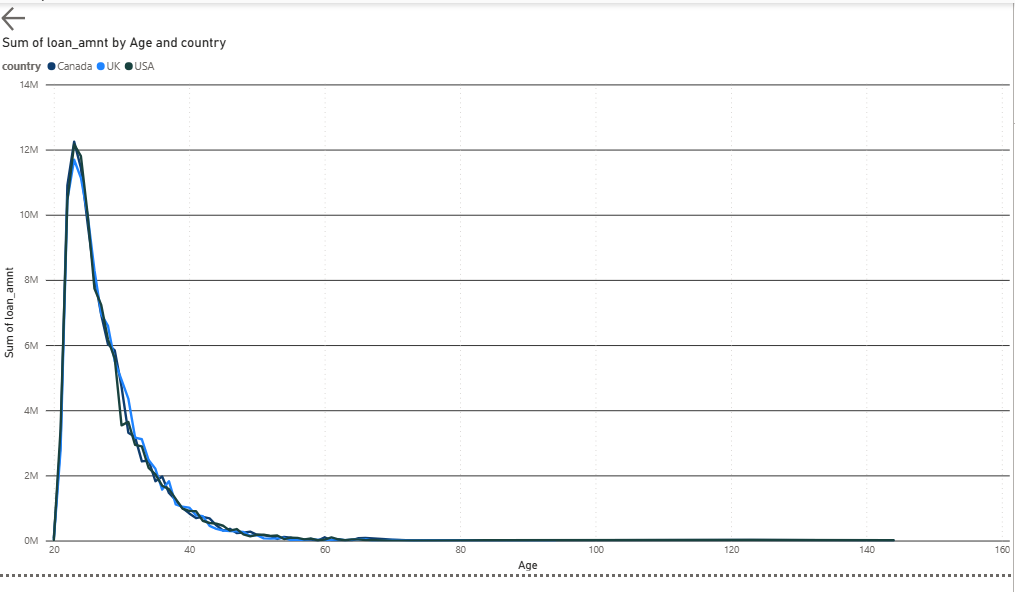 Sum of loan_amnt by Age and country
country Canada UK USA
14M
12M
10M
8M
6M
4M
2M
0M
Sum of loan_amnt
20 40 60 80 100 120 140 160
Age